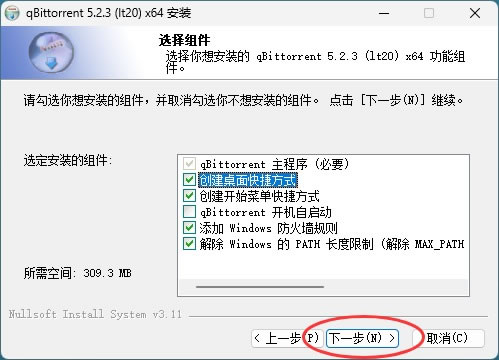 qBittorrent 5.2.3 (lt20) x64 安装
选择组件
选择你想安装的 qBittorrent 5.2.3 (lt20) x64 功能组
件。
请勾选你想安装的组件，并取消勾选你不想安装的组件。 点击 [下一步(N)] 继续。
选定安装的组件:
qBittorrent 主程序 (必要)
创建桌面快捷方式
创建开始菜单快捷方式
qBittorrent 开机自启动
添加 Windows 防火墙规则
解除 Windows 的 PATH 长度限制 (解除 MAX_PATH
所需空间: 309.3 MB
Nullsoft Install System v3.11
< 上一步(P) 下一步(N) > 取消(C)